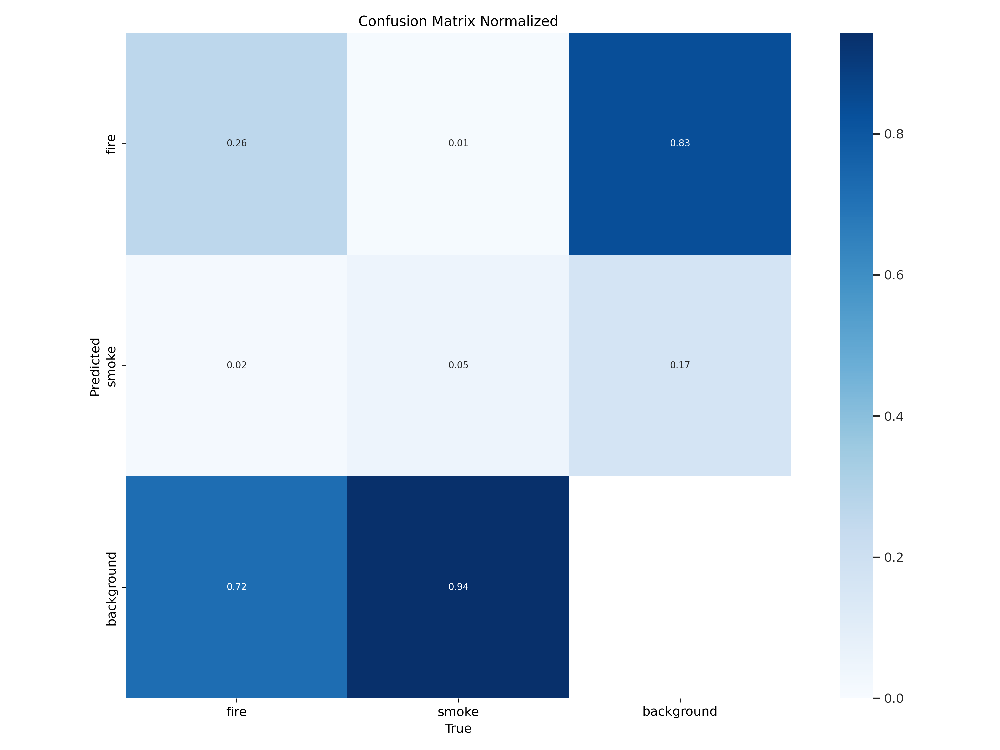 Confusion Matrix Normalized
fire
0.26
0.01
0.83
0.8
0.6
Predicted
smoke
0.02
0.05
0.17
0.4
background
0.72
0.94
0.2
0.0
fire
smoke
background
True